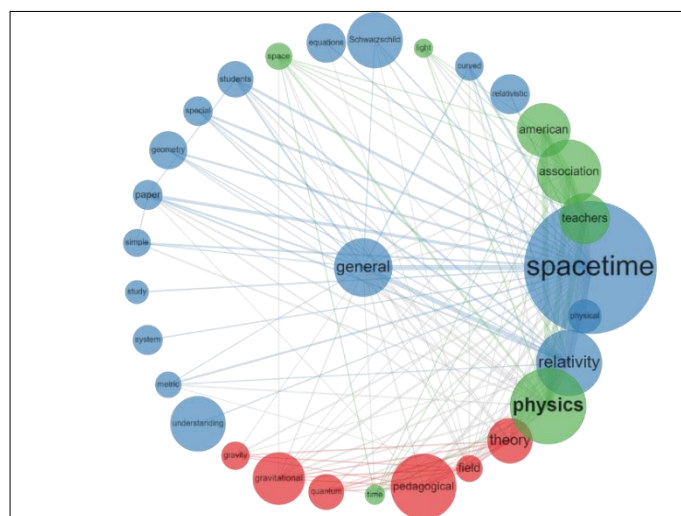 Schwarzschild
equations
light
space
curved
students
relativistic
special
american
geometry
association
paper
teachers
simple
general
spacetime
study
physical
system
relativity
metric
physics
understanding
theory
gravity
field
gravitational
pedagogical
quantum
time